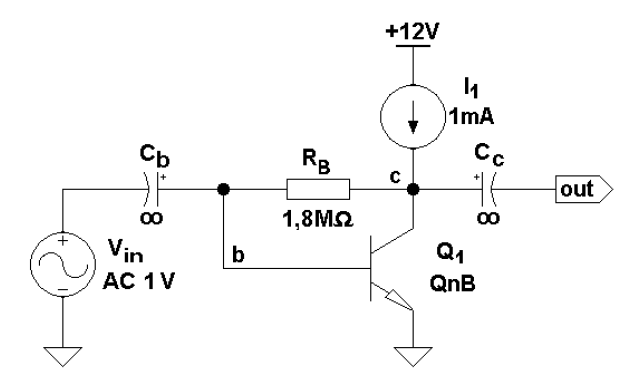 +12V
I1
1mA
Cb
+
∞
RB
1,8MΩ
c
+
Cc
∞
out
+
Vin
AC 1 V
−
b
Q1
QnB